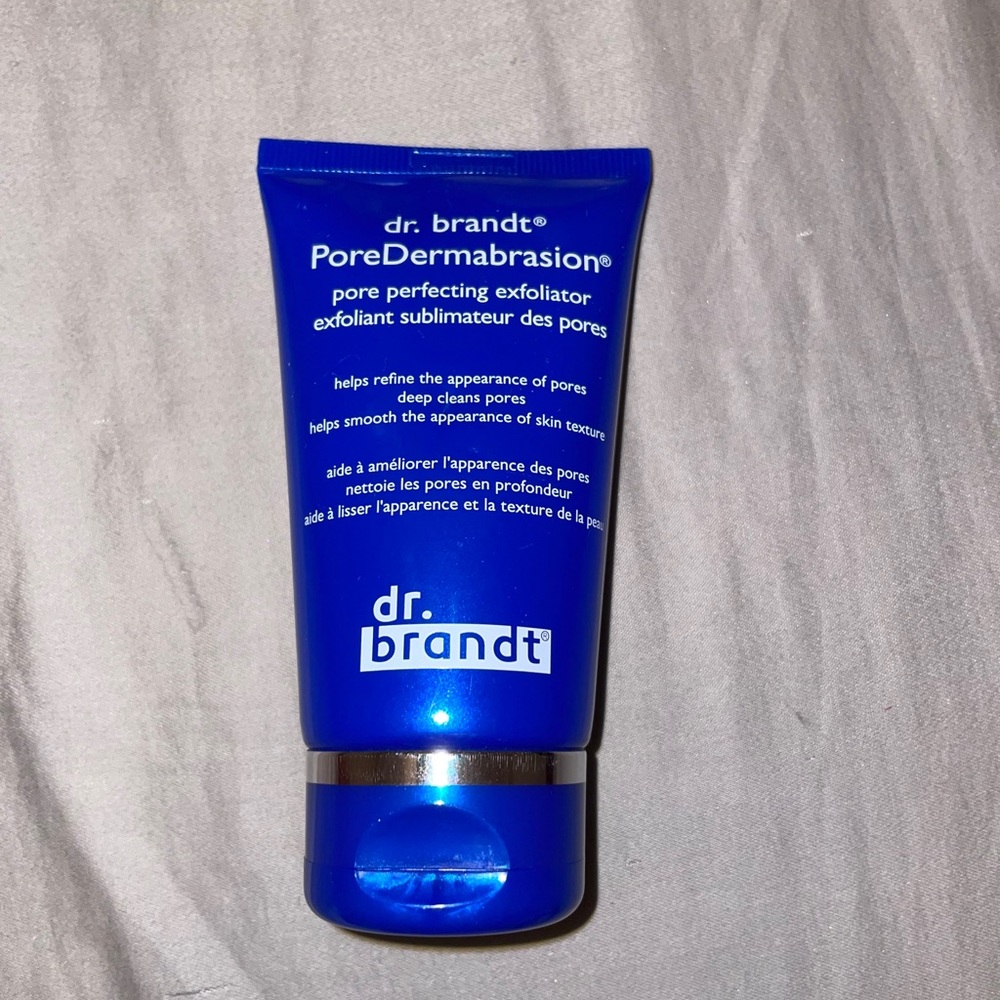 dr. brandt®
PoreDermabrasion®
pore perfecting exfoliator
exfoliant sublimateur des pores
helps refine the appearance of pores
deep cleans pores
helps smooth the appearance of skin texture
aide à améliorer l'apparence des pores
nettoie les pores en profondeur
aide à lisser l'apparence et la texture de la peau
dr.
brandt®